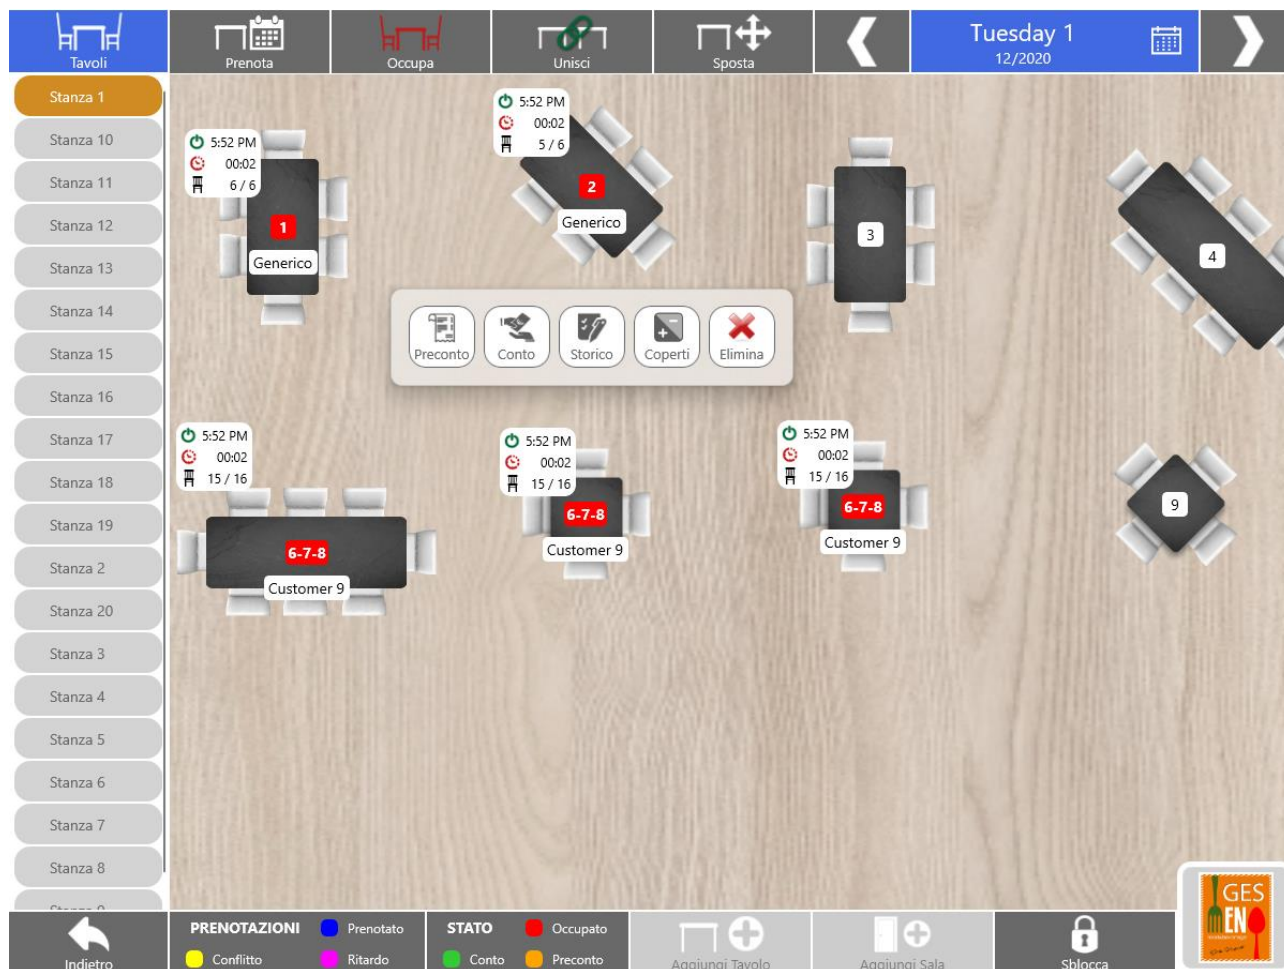 Tavoli
Prenota
Occupa
Unisci
Sposta
Tuesday 1
12/2020
Stanza 1
Stanza 10
Stanza 11
Stanza 12
Stanza 13
Stanza 14
Stanza 15
Stanza 16
Stanza 17
Stanza 18
Stanza 19
Stanza 2
Stanza 20
Stanza 3
Stanza 4
Stanza 5
Stanza 6
Stanza 7
Stanza 8
Stanza 9
5:52 PM
00:02
6 / 6
1
Generico
5:52 PM
00:02
5 / 6
2
Generico
3
4
Preconto
Conto
Storico
Coperti
Elimina
5:52 PM
00:02
15 / 16
6-7-8
Customer 9
5:52 PM
00:02
15 / 16
6-7-8
Customer 9
5:52 PM
00:02
15 / 16
6-7-8
Customer 9
9
Indietro
PRENOTAZIONI
Prenotato
Conflitto
Ritardo
STATO
Occupato
Conto
Preconto
Aggiungi Tavolo
Aggiungi Sala
Sblocca
GES
EN